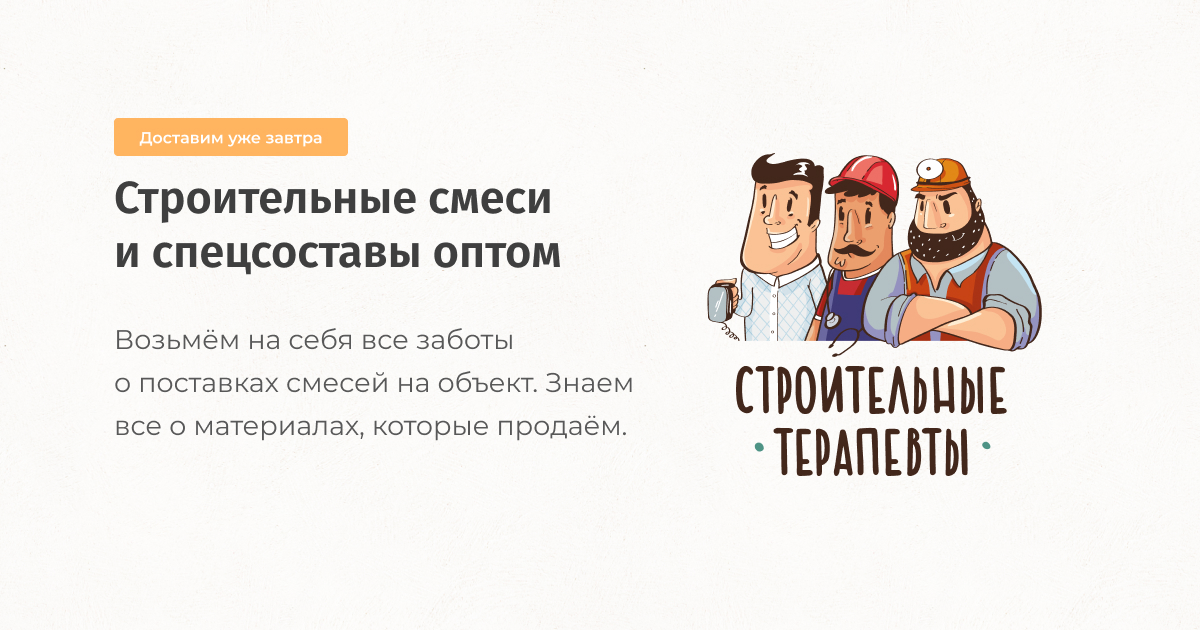 Доставим уже завтра
Строительные смеси
и спецсоставы оптом
Возьмём на себя все заботы
о поставках смесей на объект. Знаем
все о материалах, которые продаём.
СТРОИТЕЛЬНЫЕ
• ТЕРАПЕВТЫ •